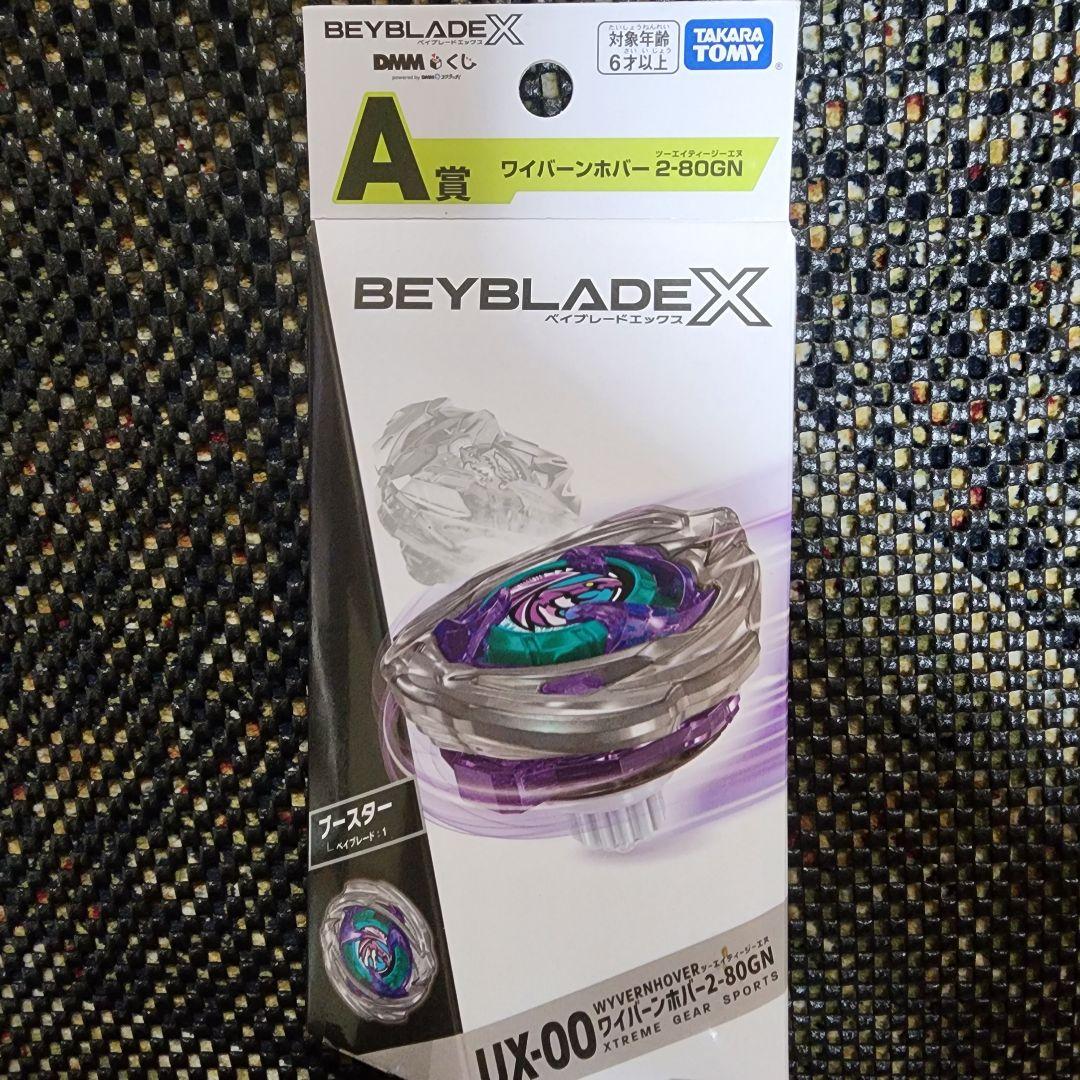 BEYBLADE X
ベイブレードエックス
DMMくじ
powered by DMMスクラッチ!
たいしょうねんれい
対象年齢
さいいじょう
6才以上
TAKARA
TOMY
®
A賞
ツーエイティージーエヌ
ワイバーンホバー 2-80GN
BEYBLADE X
ベイブレードエックス
ブースター
ベイブレード:1
UX-00
WYVERNHOVER ツーエイティージーエヌ
ワイバーンホバー2-80GN
XTREME GEAR SPORTS